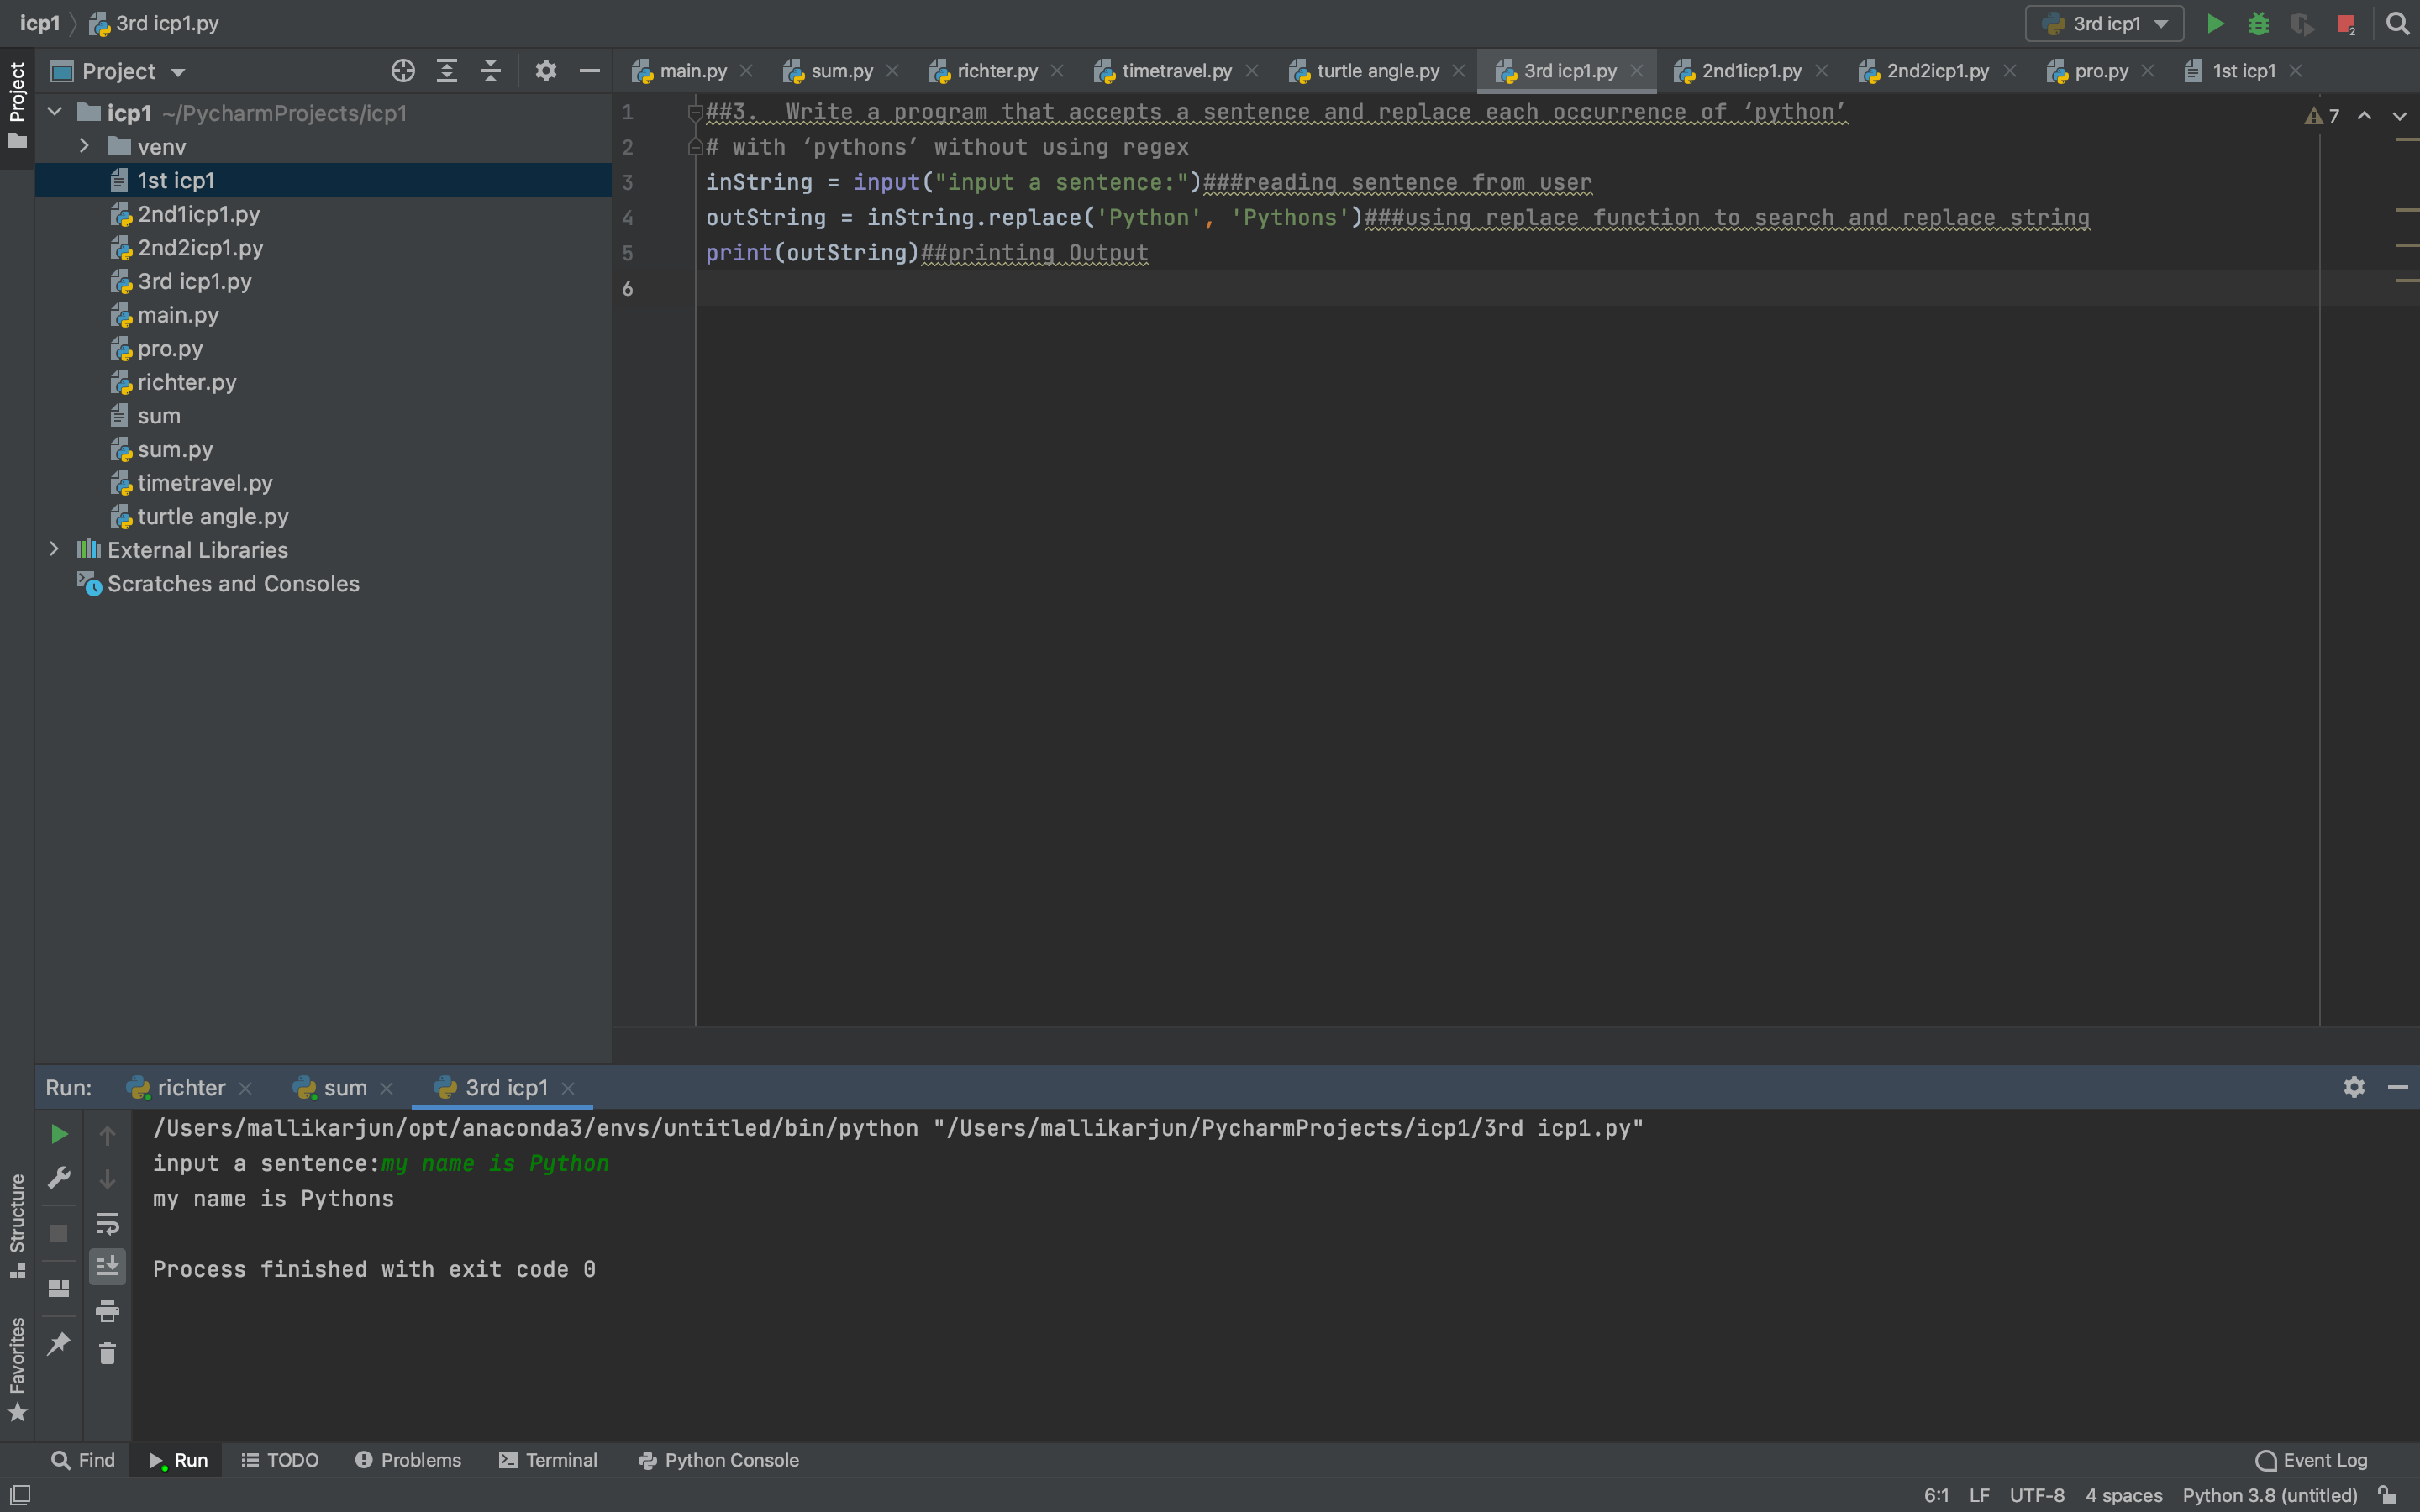 icp1 3rd icp1.py 3rd icp1 2
Project main.py sum.py richter.py timetravel.py turtle angle.py 3rd icp1.py 2nd1icp1.py 2nd2icp1.py pro.py 1st icp1
Project
icp1 ~/PycharmProjects/icp1
venv
1st icp1
2nd1icp1.py
2nd2icp1.py
3rd icp1.py
main.py
pro.py
richter.py
sum
sum.py
timetravel.py
turtle angle.py
External Libraries
Scratches and Consoles
1 ##3. Write a program that accepts a sentence and replace each occurrence of ‘python’
7
2 # with ‘pythons’ without using regex
3 inString = input("input a sentence:")###reading sentence from user
4 outString = inString.replace('Python', 'Pythons')###using replace function to search and replace string
5 print(outString)##printing Output
6
Run: richter sum 3rd icp1
/Users/mallikarjun/opt/anaconda3/envs/untitled/bin/python "/Users/mallikarjun/PycharmProjects/icp1/3rd icp1.py"
input a sentence:my name is Python
my name is Pythons
Process finished with exit code 0
Structure
Favorites
Find Run TODO Problems Terminal Python Console Event Log
6:1 LF UTF-8 4 spaces Python 3.8 (untitled)